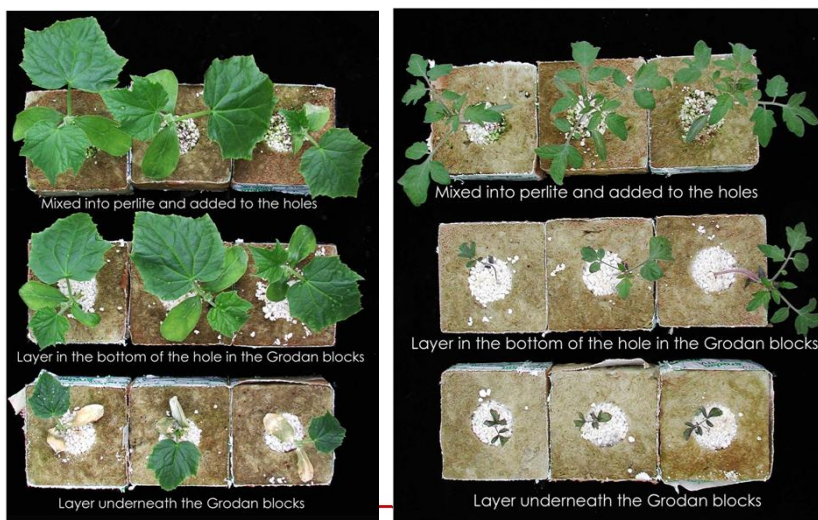 Mixed into perlite and added to the holes
Layer in the bottom of the hole in the Grodan blocks
Layer underneath the Grodan blocks
Mixed into perlite and added to the holes
Layer in the bottom of the hole in the Grodan blocks
Layer underneath the Grodan blocks